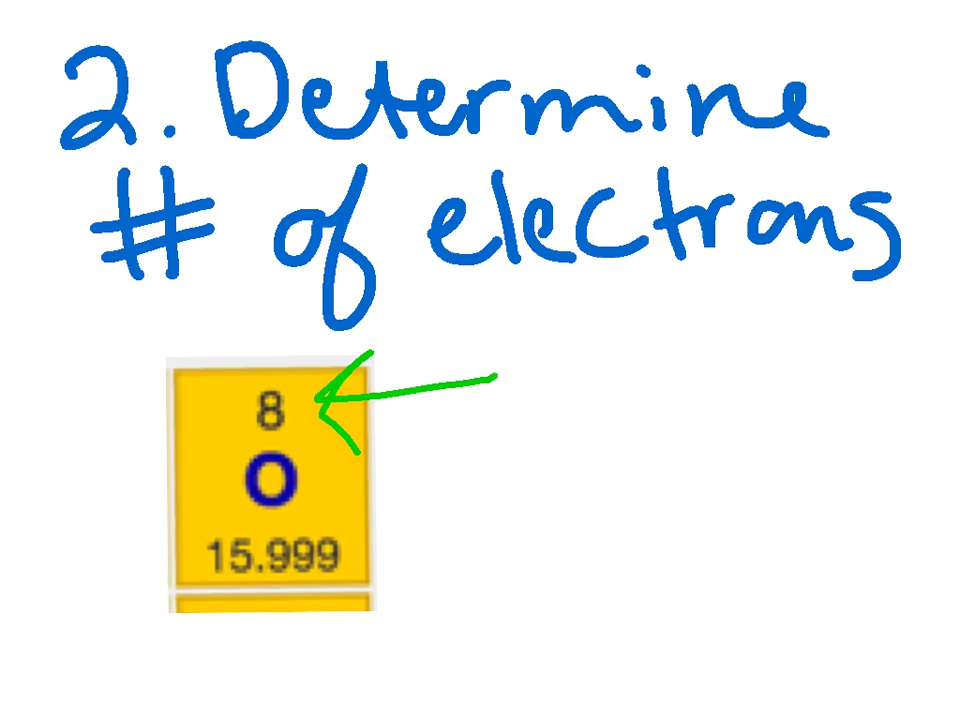 2. Determine
# of electrons
8
O
15.999